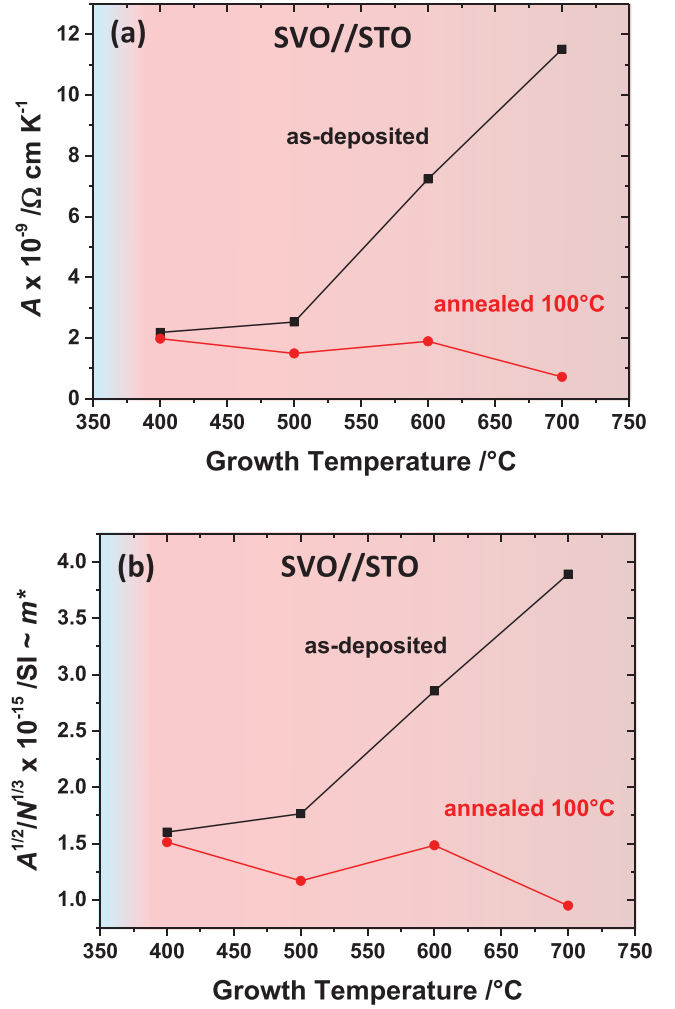 (a)
SVO//STO
as-deposited
annealed 100°C
12
10
8
6
4
2
0
A x 10⁻⁹ /Ω cm K⁻¹
350 400 450 500 550 600 650 700 750
Growth Temperature /°C
(b)
SVO//STO
as-deposited
annealed 100°C
4.0
3.5
3.0
2.5
2.0
1.5
1.0
A^1/2/N^1/3 x 10⁻¹⁵ /SI ~ m*
350 400 450 500 550 600 650 700 750
Growth Temperature /°C